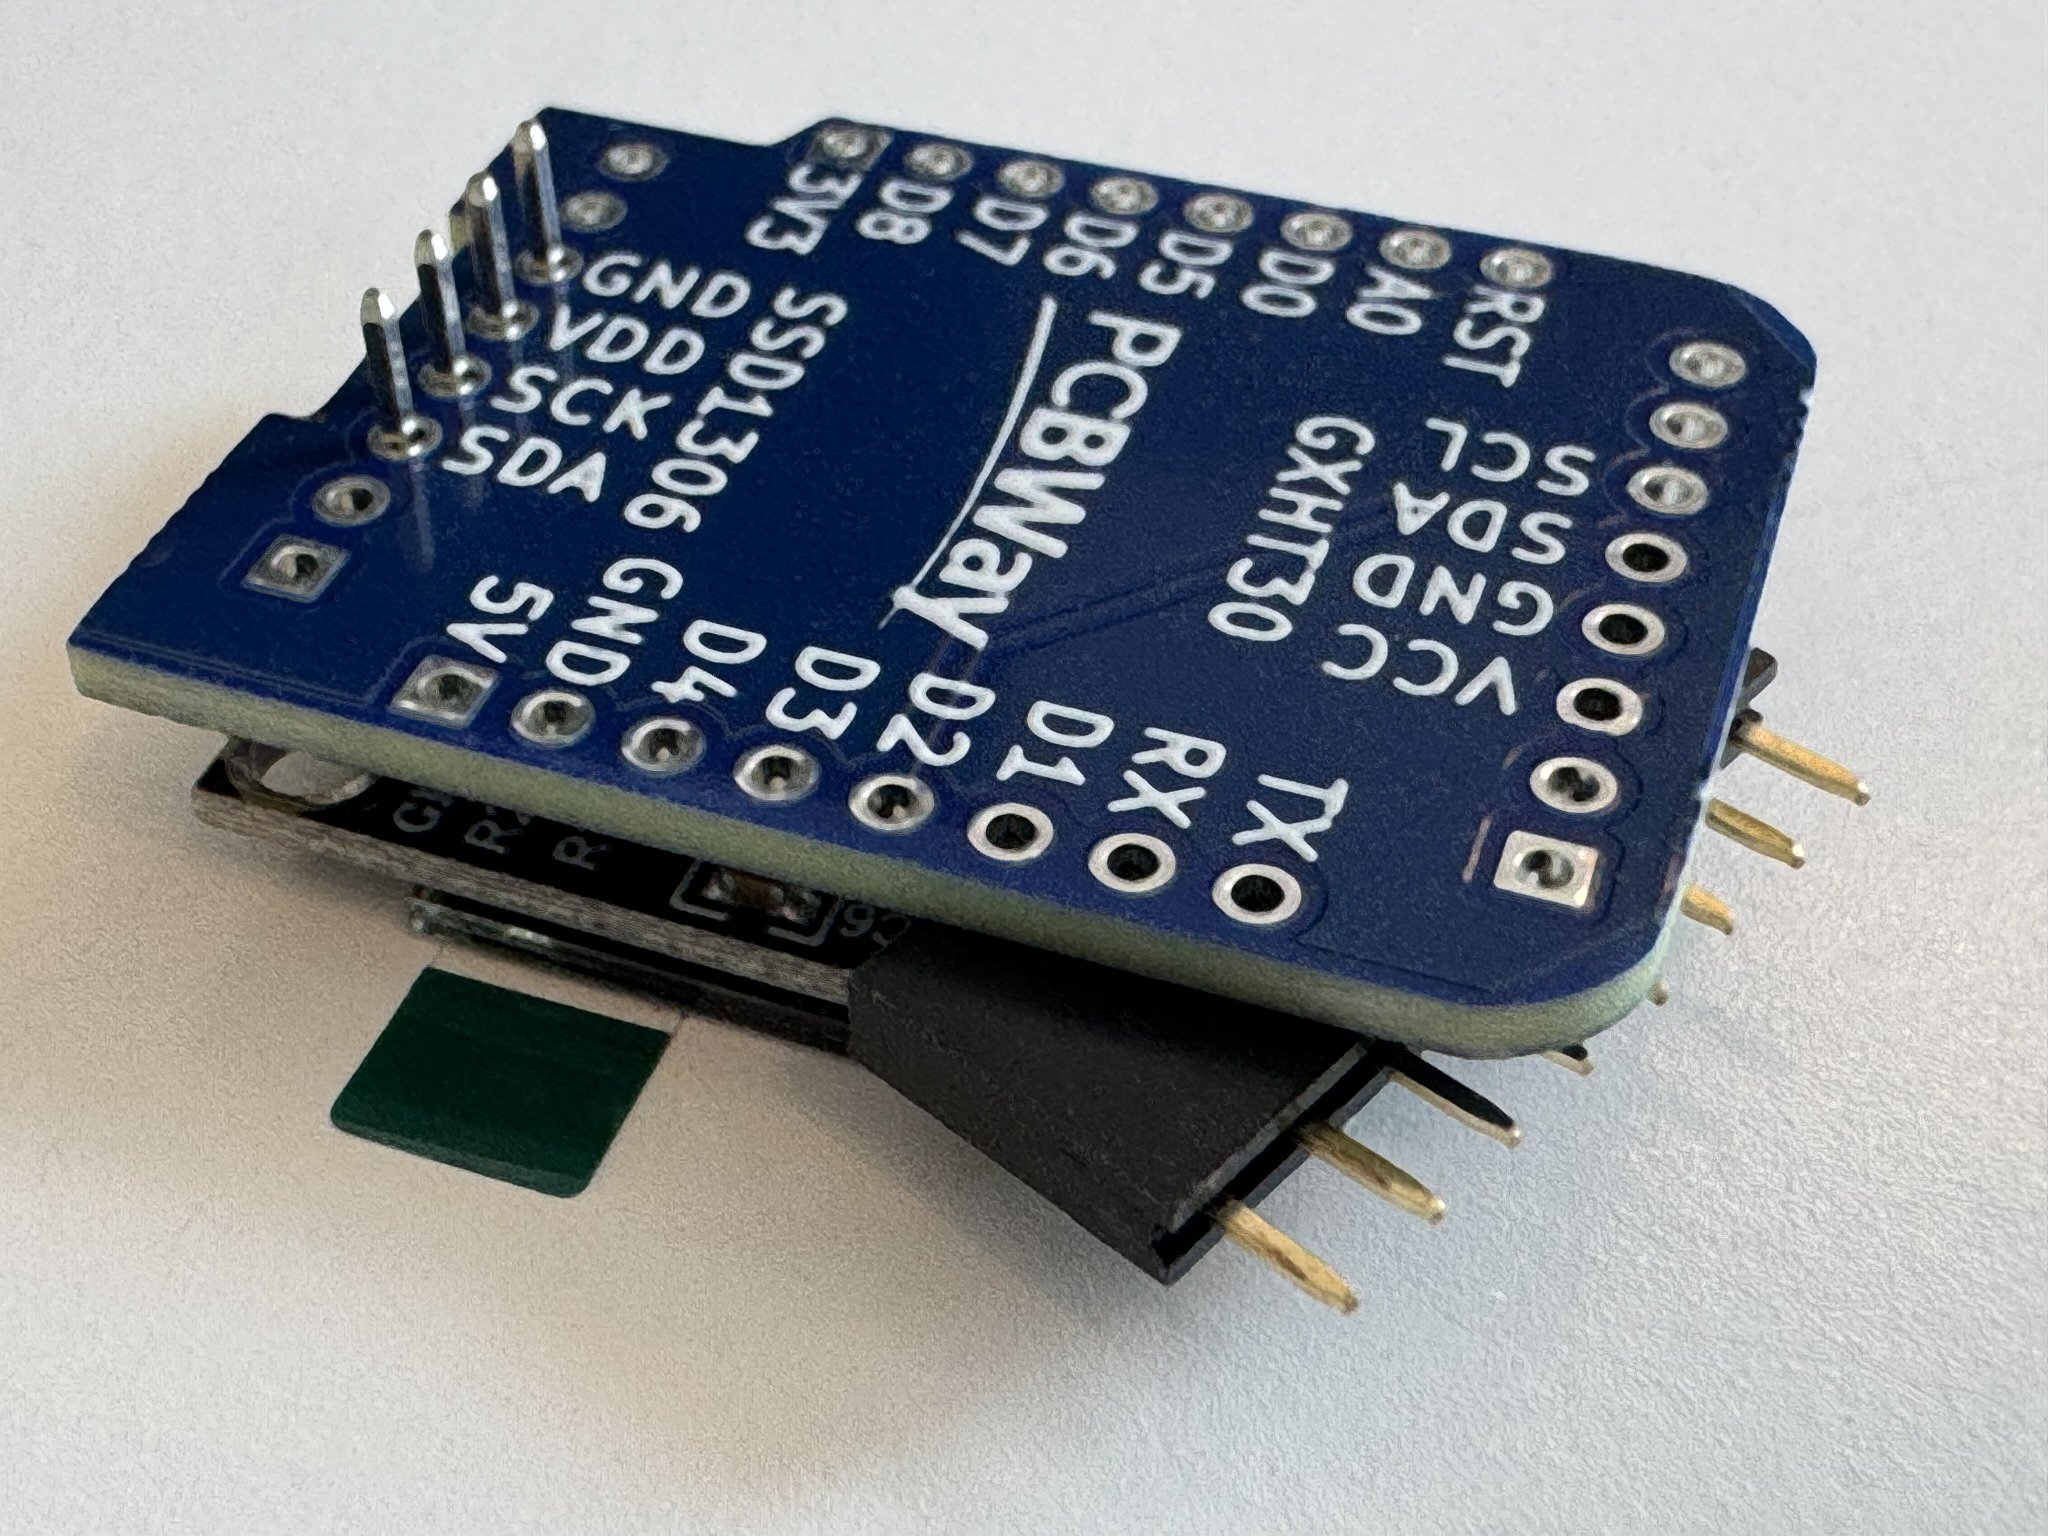 3V3
D8
D7
D6
D5
D0
A0
RST
GND
VDD
SCK
SDA
SSD1306
PCBWay
GXHT30
SCL
SDA
GND
VCC
5V
GND
D4
D3
D2
D1
RX
TX